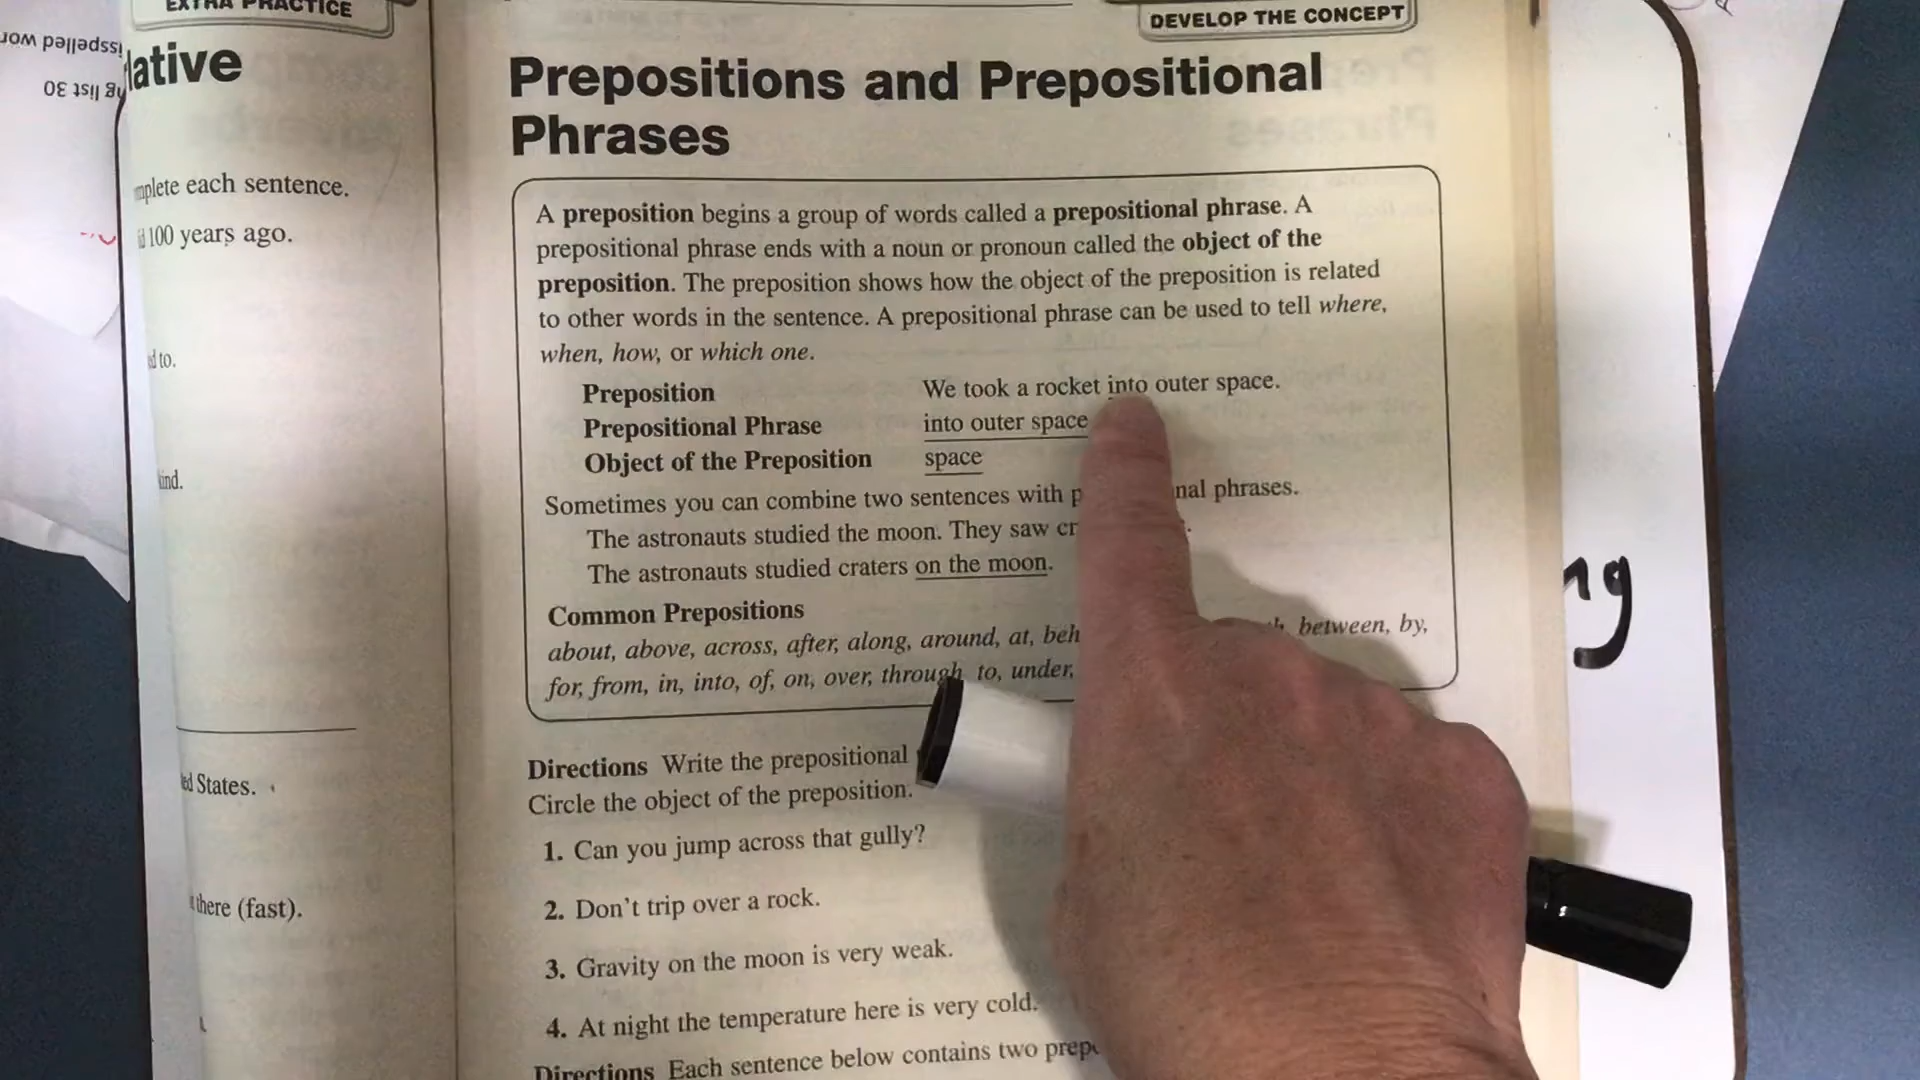 EXTRA PRACTICE
lative
mplete each sentence.
100 years ago.
to.
kind.
States.
there (fast).
isspelled wor
list 30
DEVELOP THE CONCEPT
Prepositions and Prepositional
Phrases
A preposition begins a group of words called a prepositional phrase. A
prepositional phrase ends with a noun or pronoun called the object of the
preposition. The preposition shows how the object of the preposition is related
to other words in the sentence. A prepositional phrase can be used to tell where,
when, how, or which one.
Preposition We took a rocket into outer space.
Prepositional Phrase into outer space
Object of the Preposition space
Sometimes you can combine two sentences with p nal phrases.
The astronauts studied the moon. They saw cr
The astronauts studied craters on the moon.
Common Prepositions
about, above, across, after, along, around, at, beh between, by,
for, from, in, into, of, on, over, through, to, under,
Directions Write the prepositional
Circle the object of the preposition.
1. Can you jump across that gully?
2. Don't trip over a rock.
3. Gravity on the moon is very weak.
4. At night the temperature here is very cold.
Directions Each sentence below contains two prep
ng